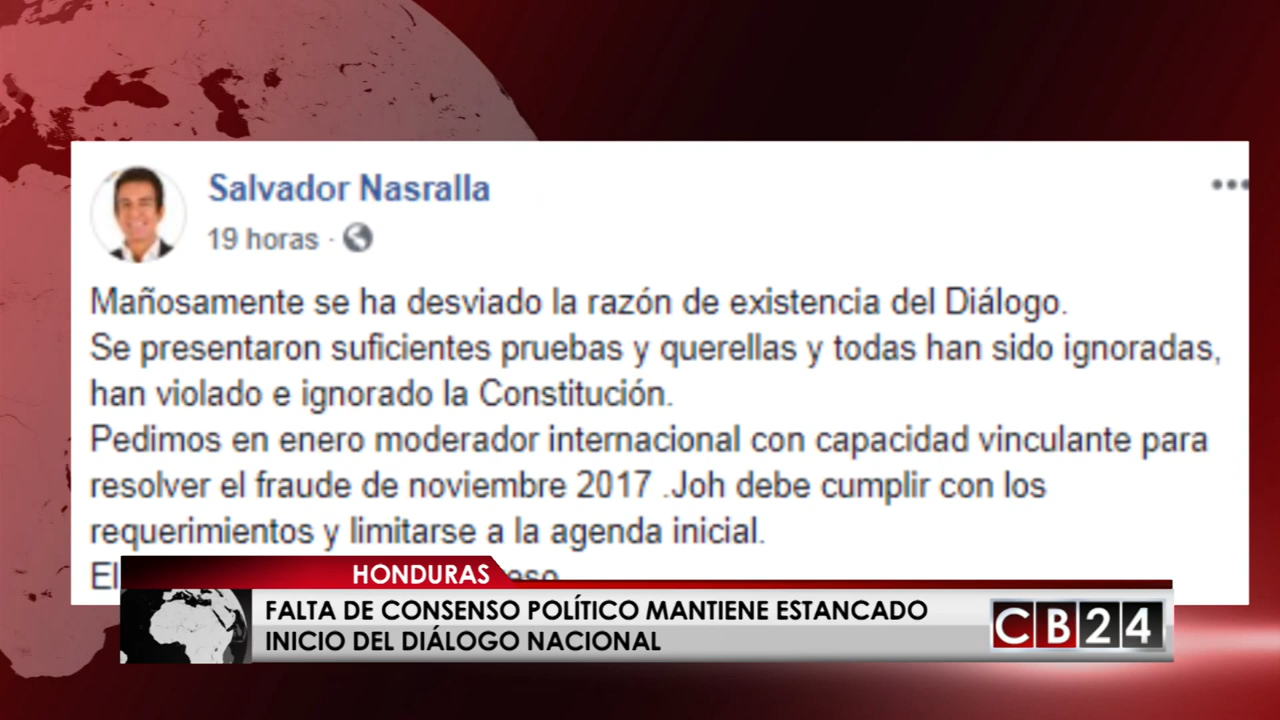 Salvador Nasralla
19 horas ·
Mañosamente se ha desviado la razón de existencia del Diálogo.
Se presentaron suficientes pruebas y querellas y todas han sido ignoradas,
han violado e ignorado la Constitución.
Pedimos en enero moderador internacional con capacidad vinculante para
resolver el fraude de noviembre 2017 .Joh debe cumplir con los
requerimientos y limitarse a la agenda inicial.
El
HONDURAS
FALTA DE CONSENSO POLÍTICO MANTIENE ESTANCADO
INICIO DEL DIÁLOGO NACIONAL
CB24